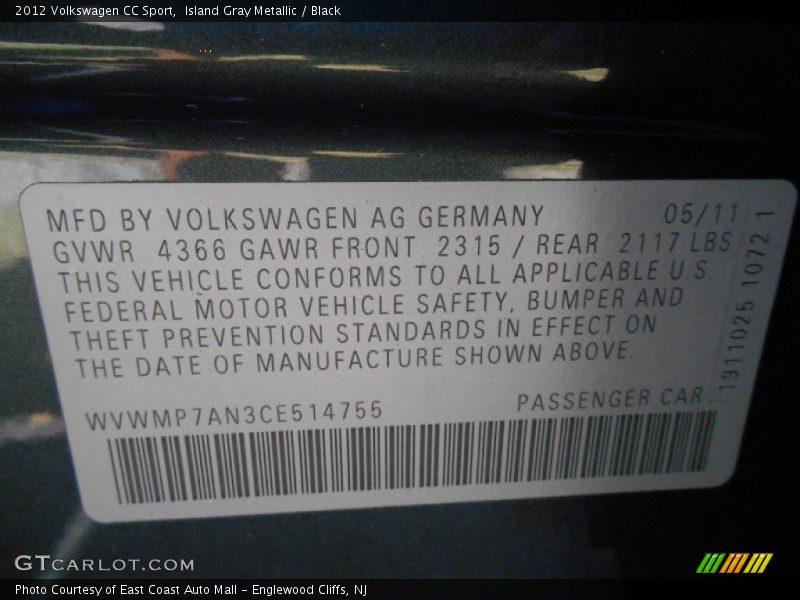 2012 Volkswagen CC Sport,  Island Gray Metallic / Black
MFD BY VOLKSWAGEN AG GERMANY 05/11
GVWR 4366 GAWR FRONT 2315 / REAR 2117 LBS
THIS VEHICLE CONFORMS TO ALL APPLICABLE U.S.
FEDERAL MOTOR VEHICLE SAFETY, BUMPER AND
THEFT PREVENTION STANDARDS IN EFFECT ON
THE DATE OF MANUFACTURE SHOWN ABOVE
WVWMP7AN3CE514755 PASSENGER CAR
1911025 1072 1
GTCARLOT.COM
Photo Courtesy of East Coast Auto Mall - Englewood Cliffs, NJ